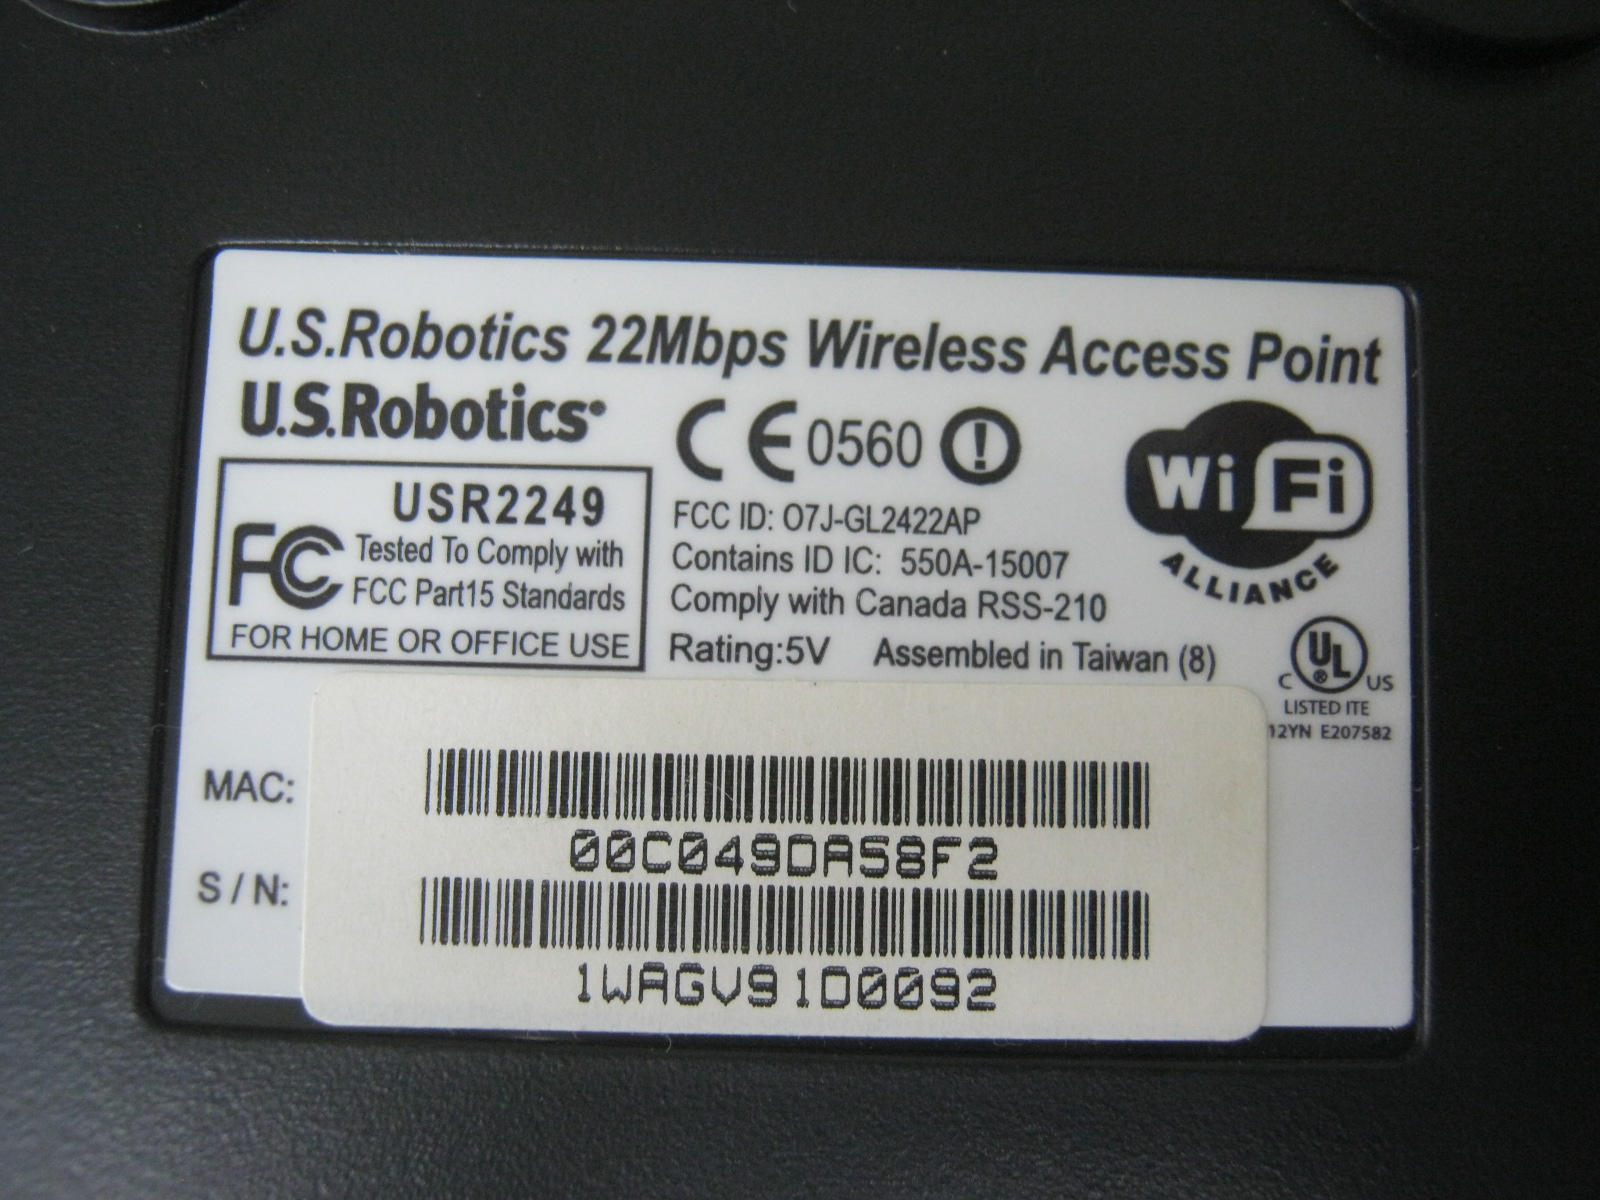 U.S.Robotics 22Mbps Wireless Access Point
U.S.Robotics
CE 0560 !
Wi Fi
ALLIANCE
USR2249
FC Tested To Comply with
FCC Part15 Standards
FOR HOME OR OFFICE USE
FCC ID: O7J-GL2422AP
Contains ID IC: 550A-15007
Comply with Canada RSS-210
Rating:5V Assembled in Taiwan (8)
C UL ® US
LISTED ITE
12YN E207582
MAC:
00C049DA58F2
S / N:
1WAGV91D0092